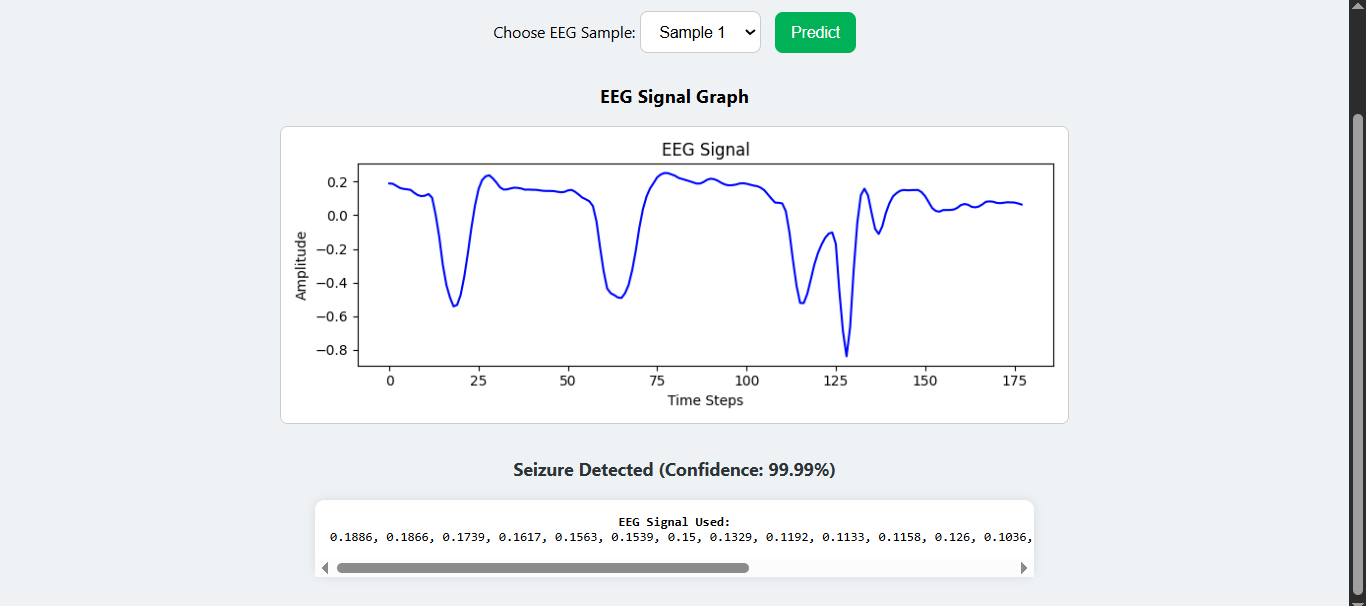 Choose EEG Sample: Sample 1 Predict
EEG Signal Graph
EEG Signal
0.2
0.0
−0.2
−0.4
−0.6
−0.8
Amplitude
0 25 50 75 100 125 150 175
Time Steps
Seizure Detected (Confidence: 99.99%)
EEG Signal Used:
0.1886, 0.1866, 0.1739, 0.1617, 0.1563, 0.1539, 0.15, 0.1329, 0.1192, 0.1133, 0.1158, 0.126, 0.1036,